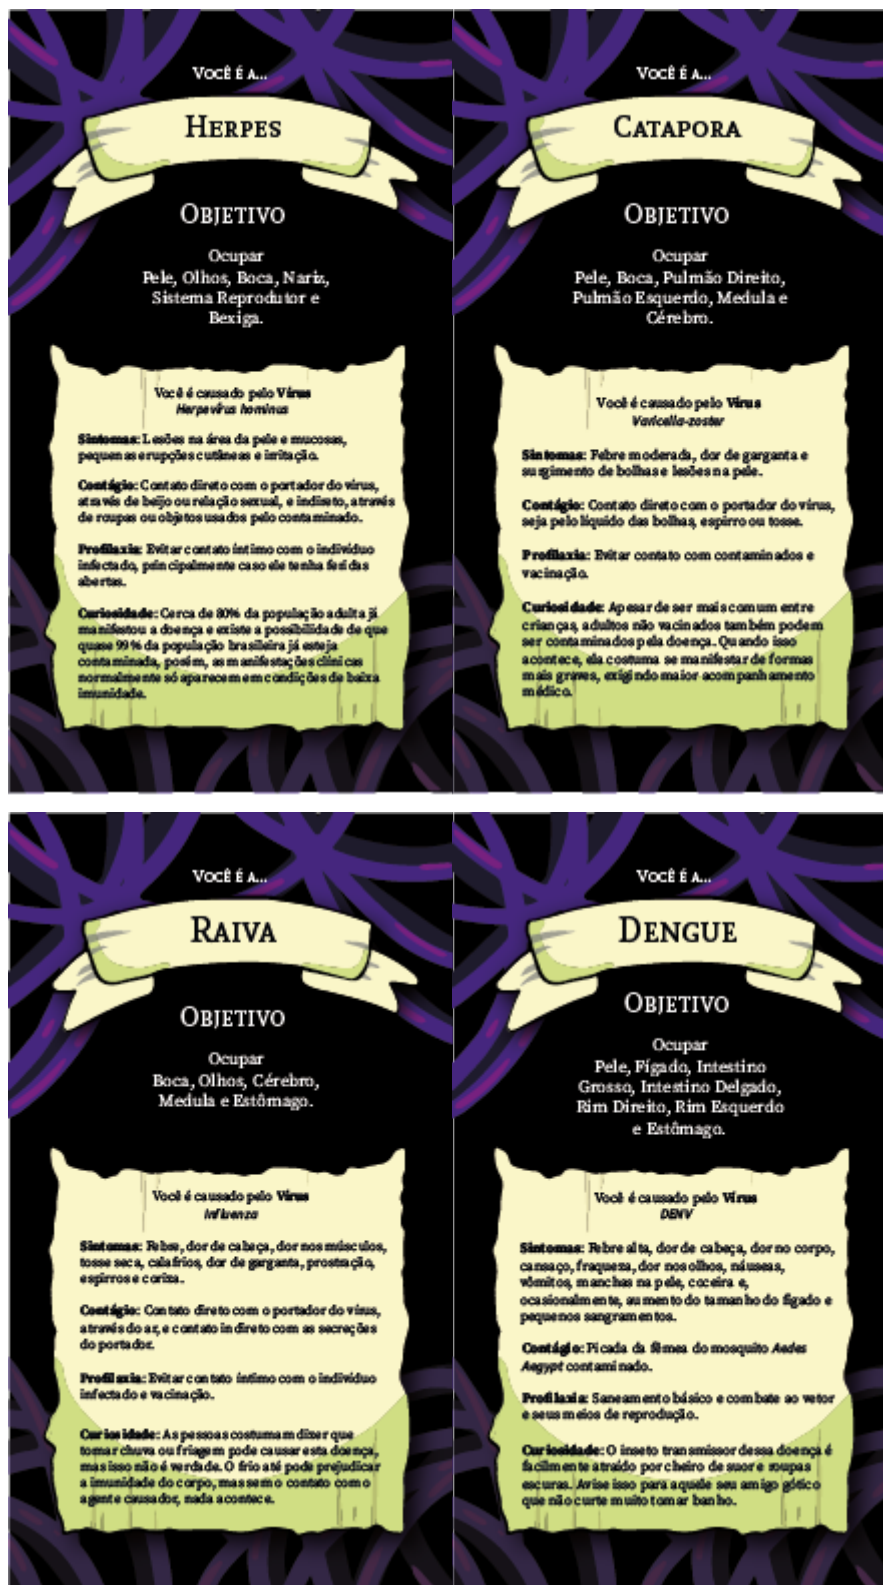 Você é a...
Herpes
Objetivo
Ocupar
Pele, Olhos, Boca, Nariz,
Sistema Reprodutor e
Bexiga.
Você é causado pelo Vírus
Herpevírus hominus
Sintomas: Lesões na área da pele e mucosas,
pequenas erupções cutâneas e irritação.
Contágio: Contato direto com o portador do vírus,
através de beijo ou relação sexual, e indireto, através
de roupas ou objetos usados pelo contaminado.
Profilaxia: Evitar contato íntimo com o indivíduo
infectado, principalmente caso ele tenha feridas
abertas.
Curiosidade: Cerca de 80% da população adulta já
manifestou a doença e existe a possibilidade de que
quase 99% da população brasileira já esteja
contaminada, porém, as manifestações clínicas
normalmente só aparecem em condições de baixa
imunidade.
Você é a...
Catapora
Objetivo
Ocupar
Pele, Boca, Pulmão Direito,
Pulmão Esquerdo, Medula e
Cérebro.
Você é causado pelo Vírus
Varicella-zoster
Sintomas: Febre moderada, dor de garganta e
surgimento de bolhas e lesões na pele.
Contágio: Contato direto com o portador do vírus,
seja pelo líquido das bolhas, espirro ou tosse.
Profilaxia: Evitar contato com contaminados e
vacinação.
Curiosidade: Apesar de ser mais comum entre
crianças, adultos não vacinados também podem
ser contaminados pela doença. Quando isso
acontece, ela costuma se manifestar de formas
mais graves, exigindo maior acompanhamento
médico.
Você é a...
Raiva
Objetivo
Ocupar
Boca, Olhos, Cérebro,
Medula e Estômago.
Você é causado pelo Vírus
Influenza
Sintomas: Febre, dor de cabeça, dor nos músculos,
tosse seca, calafrios, dor de garganta, prostração,
espirros e coriza.
Contágio: Contato direto com o portador do vírus,
através do ar, e contato indireto com as secreções
do portador.
Profilaxia: Evitar contato íntimo com o indivíduo
infectado e vacinação.
Curiosidade: As pessoas costumam dizer que
tomar chuva ou friagem pode causar esta doença,
mas isso não é verdade. O frio até pode prejudicar
a imunidade do corpo, mas sem o contato com o
agente causador, nada acontece.
Você é a...
Dengue
Objetivo
Ocupar
Pele, Fígado, Intestino
Grosso, Intestino Delgado,
Rim Direito, Rim Esquerdo
e Estômago.
Você é causado pelo Vírus
DENV
Sintomas: Febre alta, dor de cabeça, dor no corpo,
cansaço, fraqueza, dor nos olhos, náuseas,
vômitos, manchas na pele, coceira e,
ocasionalmente, aumento do tamanho do fígado e
pequenos sangramentos.
Contágio: Picada da fêmea do mosquito Aedes
Aegypt contaminado.
Profilaxia: Saneamento básico e combate ao vetor
e seus meios de reprodução.
Curiosidade: O inseto transmissor dessa doença é
facilmente atraído por cheiro de suor e roupas
escuras. Avise isso para aquele seu amigo gótico
que não curte muito tomar banho.